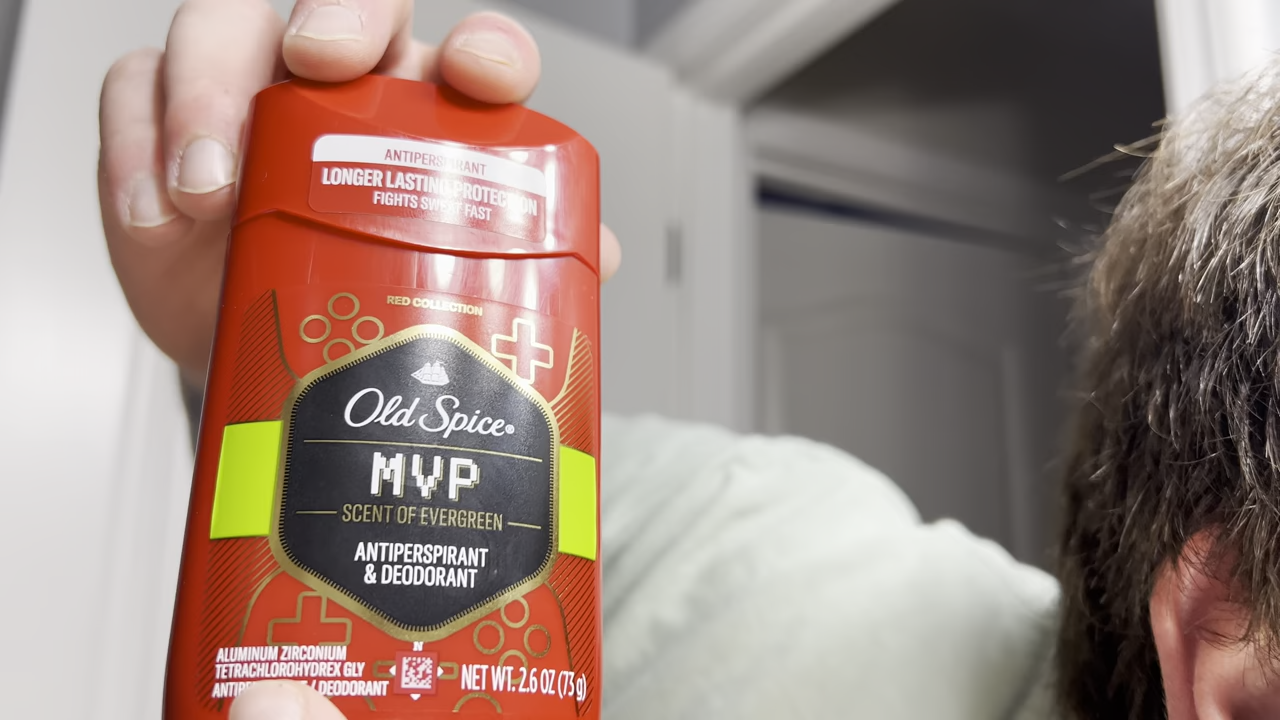 ANTIPERSPIRANT
LONGER LASTING PROTECTION
FIGHTS SWEAT FAST
RED COLLECTION
Old Spice®
MVP
SCENT OF EVERGREEN
ANTIPERSPIRANT
& DEODORANT
ALUMINUM ZIRCONIUM
TETRACHLOROHYDREX GLY
/ DEODORANT
N
NET WT. 2.6 OZ (73 g)